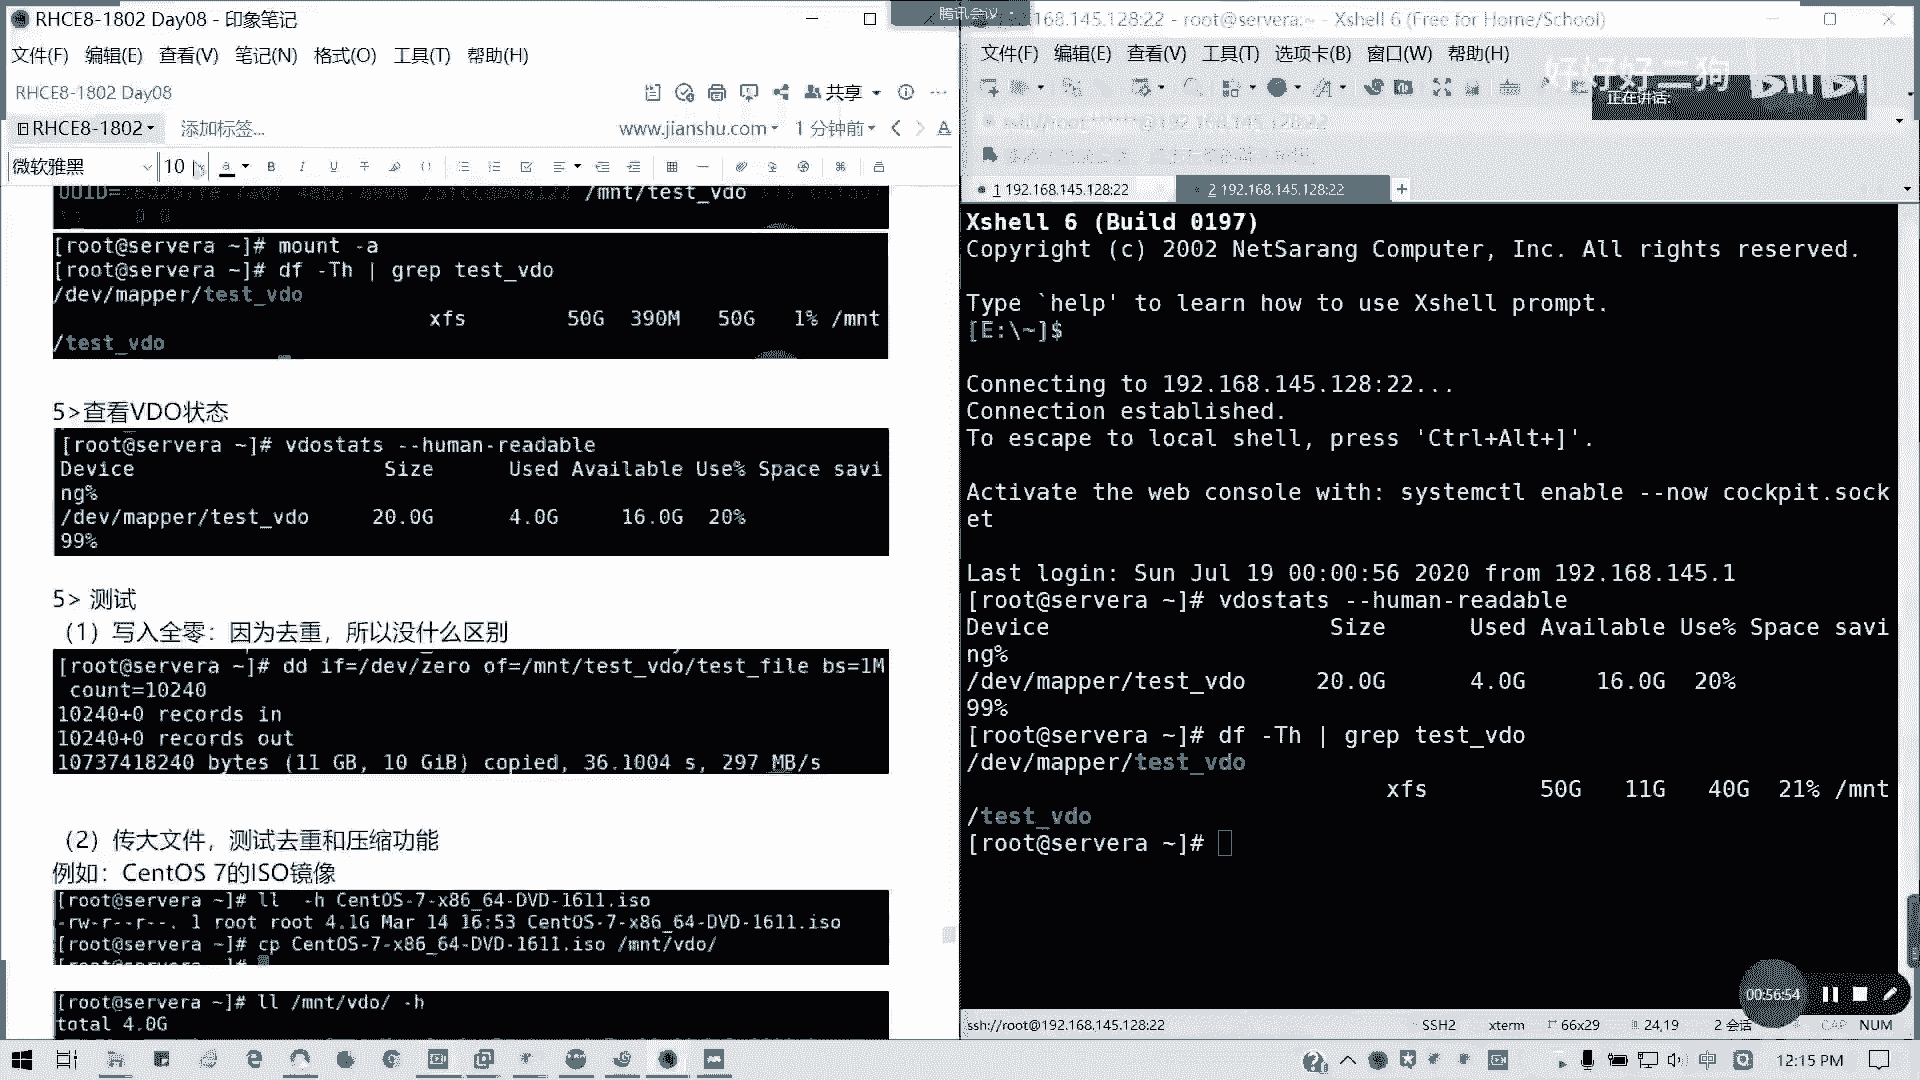 RHCE8-1802 Day08 - 印象笔记
文件(F) 编辑(E) 查看(V) 笔记(N) 格式(O) 工具(T) 帮助(H)
RHCE8-1802 Day08
共享
RHCE8-1802
添加标签...
www.jianshu.com
1 分钟前
微软雅黑
10
/mnt/test_vdo
0 0
[root@servera ~]# mount -a
[root@servera ~]# df -Th | grep test_vdo
/dev/mapper/test_vdo
xfs 50G 390M 50G 1% /mnt
/test_vdo
5>查看VDO状态
[root@servera ~]# vdostats --human-readable
Device Size Used Available Use% Space savi
ng%
/dev/mapper/test_vdo 20.0G 4.0G 16.0G 20%
99%
5> 测试
（1）写入全零：因为去重，所以没什么区别
[root@servera ~]# dd if=/dev/zero of=/mnt/test_vdo/test_file bs=1M
count=10240
10240+0 records in
10240+0 records out
10737418240 bytes (11 GB, 10 GiB) copied, 36.1004 s, 297 MB/s
（2）传大文件，测试去重和压缩功能
例如：CentOS 7的ISO镜像
[root@servera ~]# ll -h CentOS-7-x86_64-DVD-1611.iso
-rw-r--r--. 1 root root 4.1G Mar 14 16:53 CentOS-7-x86_64-DVD-1611.iso
[root@servera ~]# cp CentOS-7-x86_64-DVD-1611.iso /mnt/vdo/
[root@servera ~]#
[root@servera ~]# ll /mnt/vdo/ -h
total 4.0G
腾讯会议
168.145.128:22 - root@servera:~ - Xshell 6 (Free for Home/School)
文件(F) 编辑(E) 查看(V) 工具(T) 选项卡(B) 窗口(W) 帮助(H)
好好好二狗
正在讲话:
1 192.168.145.128:22
2 192.168.145.128:22
Xshell 6 (Build 0197)
Copyright (c) 2002 NetSarang Computer, Inc. All rights reserved.
Type `help' to learn how to use Xshell prompt.
[E:\~]$
Connecting to 192.168.145.128:22...
Connection established.
To escape to local shell, press 'Ctrl+Alt+]'.
Activate the web console with: systemctl enable --now cockpit.sock
et
Last login: Sun Jul 19 00:00:56 2020 from 192.168.145.1
[root@servera ~]# vdostats --human-readable
Device Size Used Available Use% Space savi
ng%
/dev/mapper/test_vdo 20.0G 4.0G 16.0G 20%
99%
[root@servera ~]# df -Th | grep test_vdo
/dev/mapper/test_vdo
xfs 50G 11G 40G 21% /mnt
/test_vdo
[root@servera ~]#
00:56:54
ssh://root@192.168.145.128:22
SSH2
xterm
66x29
24,19
2 会话
CAP
NUM
中
12:15 PM